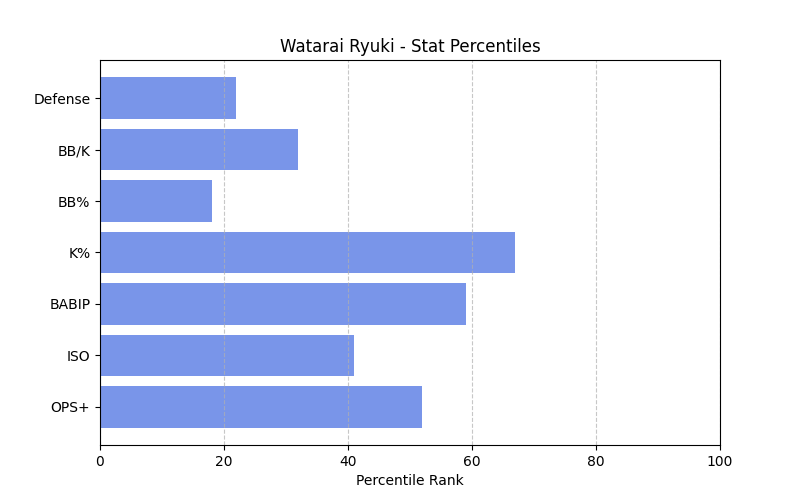 Watarai Ryuki - Stat Percentiles
Defense
BB/K
BB%
K%
BABIP
ISO
OPS+
0 20 40 60 80 100
Percentile Rank